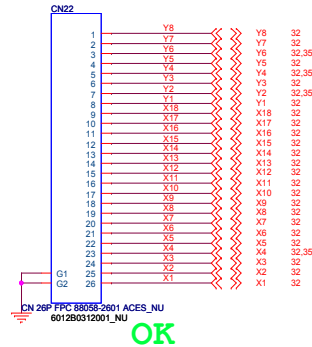 CN22
1 Y8 Y8 32
2 Y7 Y7 32
3 Y6 Y6 32,35
4 Y5 Y5 32
5 Y4 Y4 32,35
6 Y3 Y3 32
7 Y2 Y2 32,35
8 Y1 Y1 32
9 X18 X18 32
10 X17 X17 32
11 X16 X16 32
12 X15 X15 32
13 X14 X14 32
14 X13 X13 32
15 X12 X12 32
16 X11 X11 32
17 X10 X10 32
18 X9 X9 32
19 X8 X8 32
20 X7 X7 32
21 X6 X6 32
22 X5 X5 32
23 X4 X4 32,35
24 X3 X3 32
G1 25 X2 X2 32
G2 26 X1 X1 32
CN 26P FPC 88058-2601 ACES_NU
6012B0312001_NU
OK